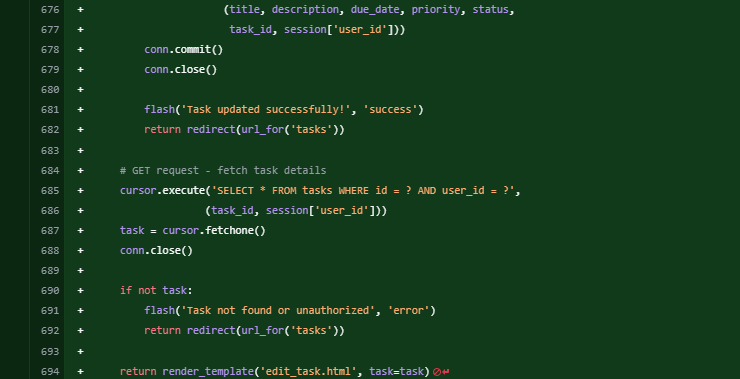 676 + (title, description, due_date, priority, status,
677 + task_id, session['user_id']))
678 + conn.commit()
679 + conn.close()
680 +
681 + flash('Task updated successfully!', 'success')
682 + return redirect(url_for('tasks'))
683 +
684 + # GET request - fetch task details
685 + cursor.execute('SELECT * FROM tasks WHERE id = ? AND user_id = ?',
686 + (task_id, session['user_id']))
687 + task = cursor.fetchone()
688 + conn.close()
689 +
690 + if not task:
691 + flash('Task not found or unauthorized', 'error')
692 + return redirect(url_for('tasks'))
693 +
694 + return render_template('edit_task.html', task=task)